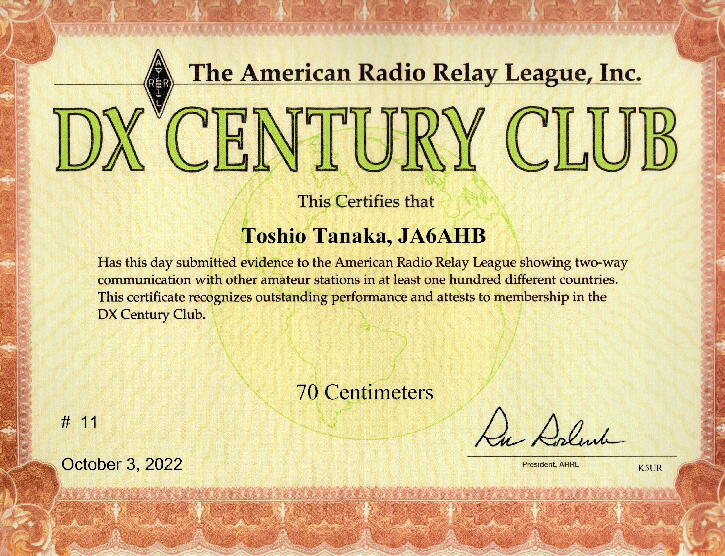 The American Radio Relay League, Inc.
DX CENTURY CLUB
This Certifies that
Toshio Tanaka, JA6AHB
Has this day submitted evidence to the American Radio Relay League showing two-way
communication with other amateur stations in at least one hundred different countries.
This certificate recognizes outstanding performance and attests to membership in the
DX Century Club.
70 Centimeters
# 11
October 3, 2022
President, ARRL
K5UR